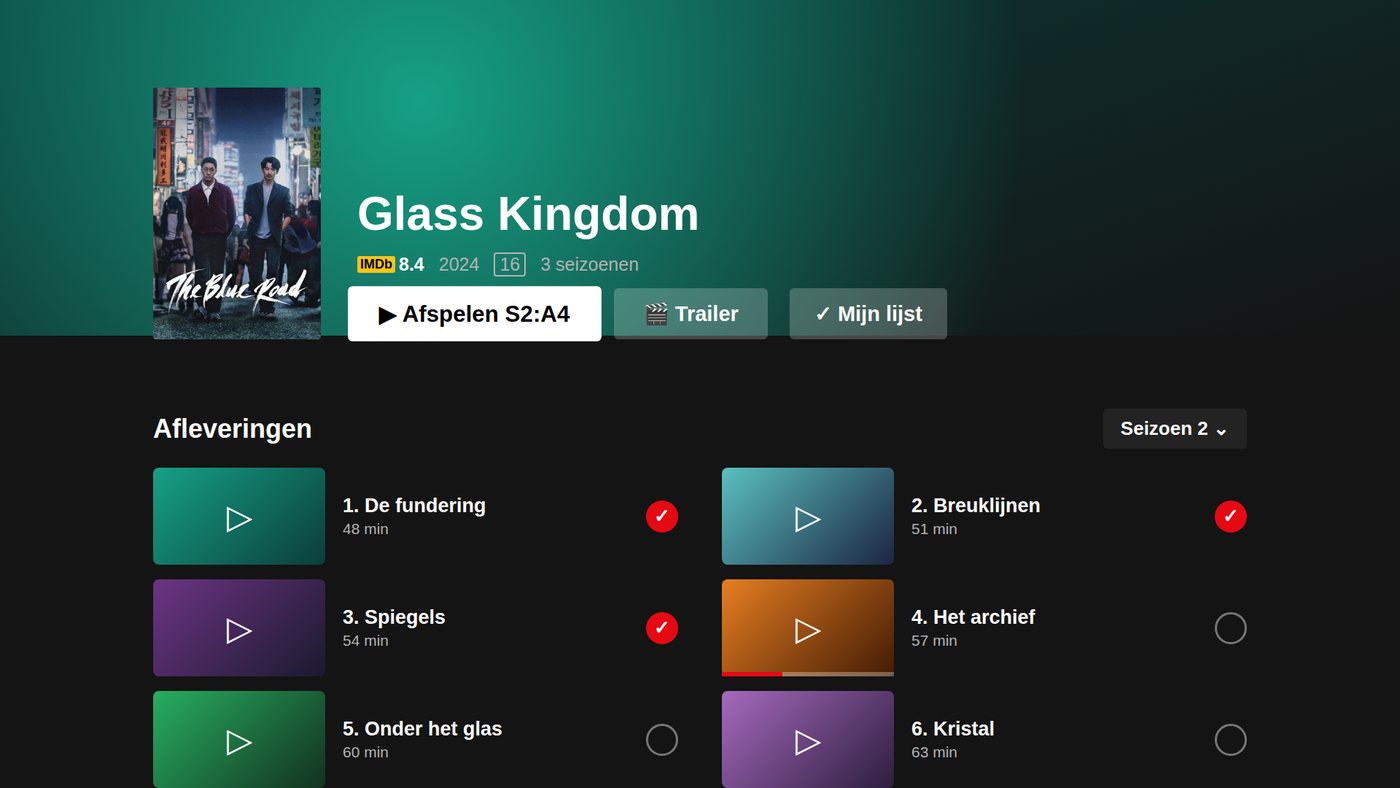 The Blue Road
Glass Kingdom
IMDb 8.4 2024 16 3 seizoenen
▶ Afspelen S2:A4
🎬 Trailer
✓ Mijn lijst
Afleveringen
Seizoen 2
1. De fundering
48 min
2. Breuklijnen
51 min
3. Spiegels
54 min
4. Het archief
57 min
5. Onder het glas
60 min
6. Kristal
63 min